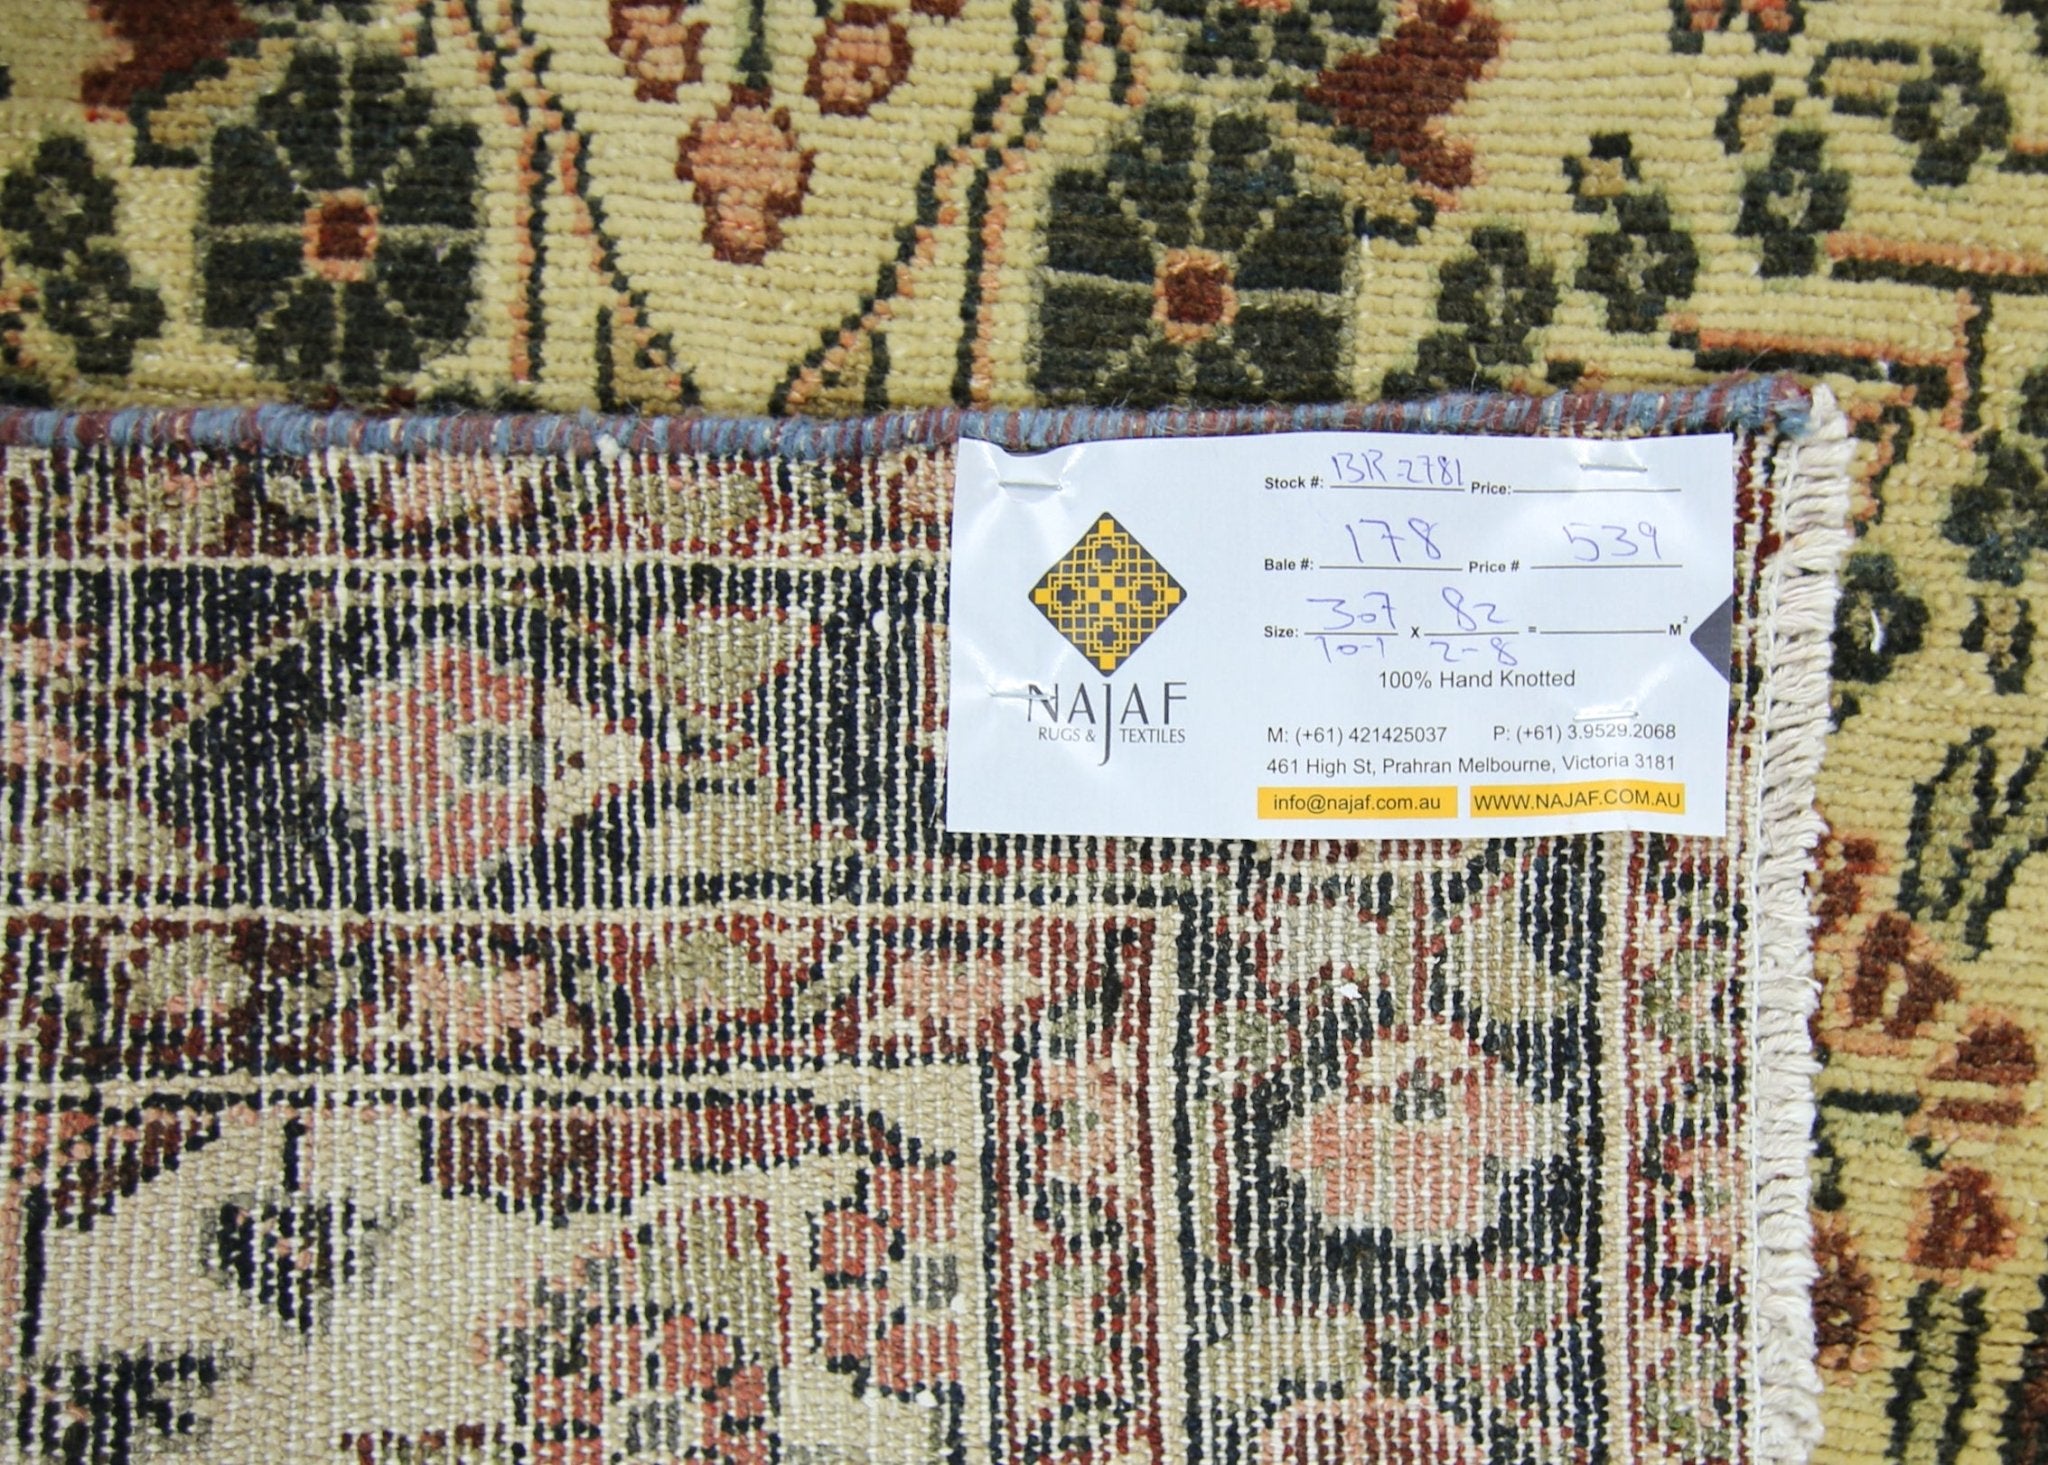 Stock #: BR-2781 Price:
Bale #: 178 Price # 539
Size: 307 x 82 = M²
10-1 2-8
100% Hand Knotted
NAJAF
RUGS & TEXTILES
M: (+61) 421425037 P: (+61) 3.9529.2068
461 High St, Prahran Melbourne, Victoria 3181
info@najaf.com.au WWW.NAJAF.COM.AU